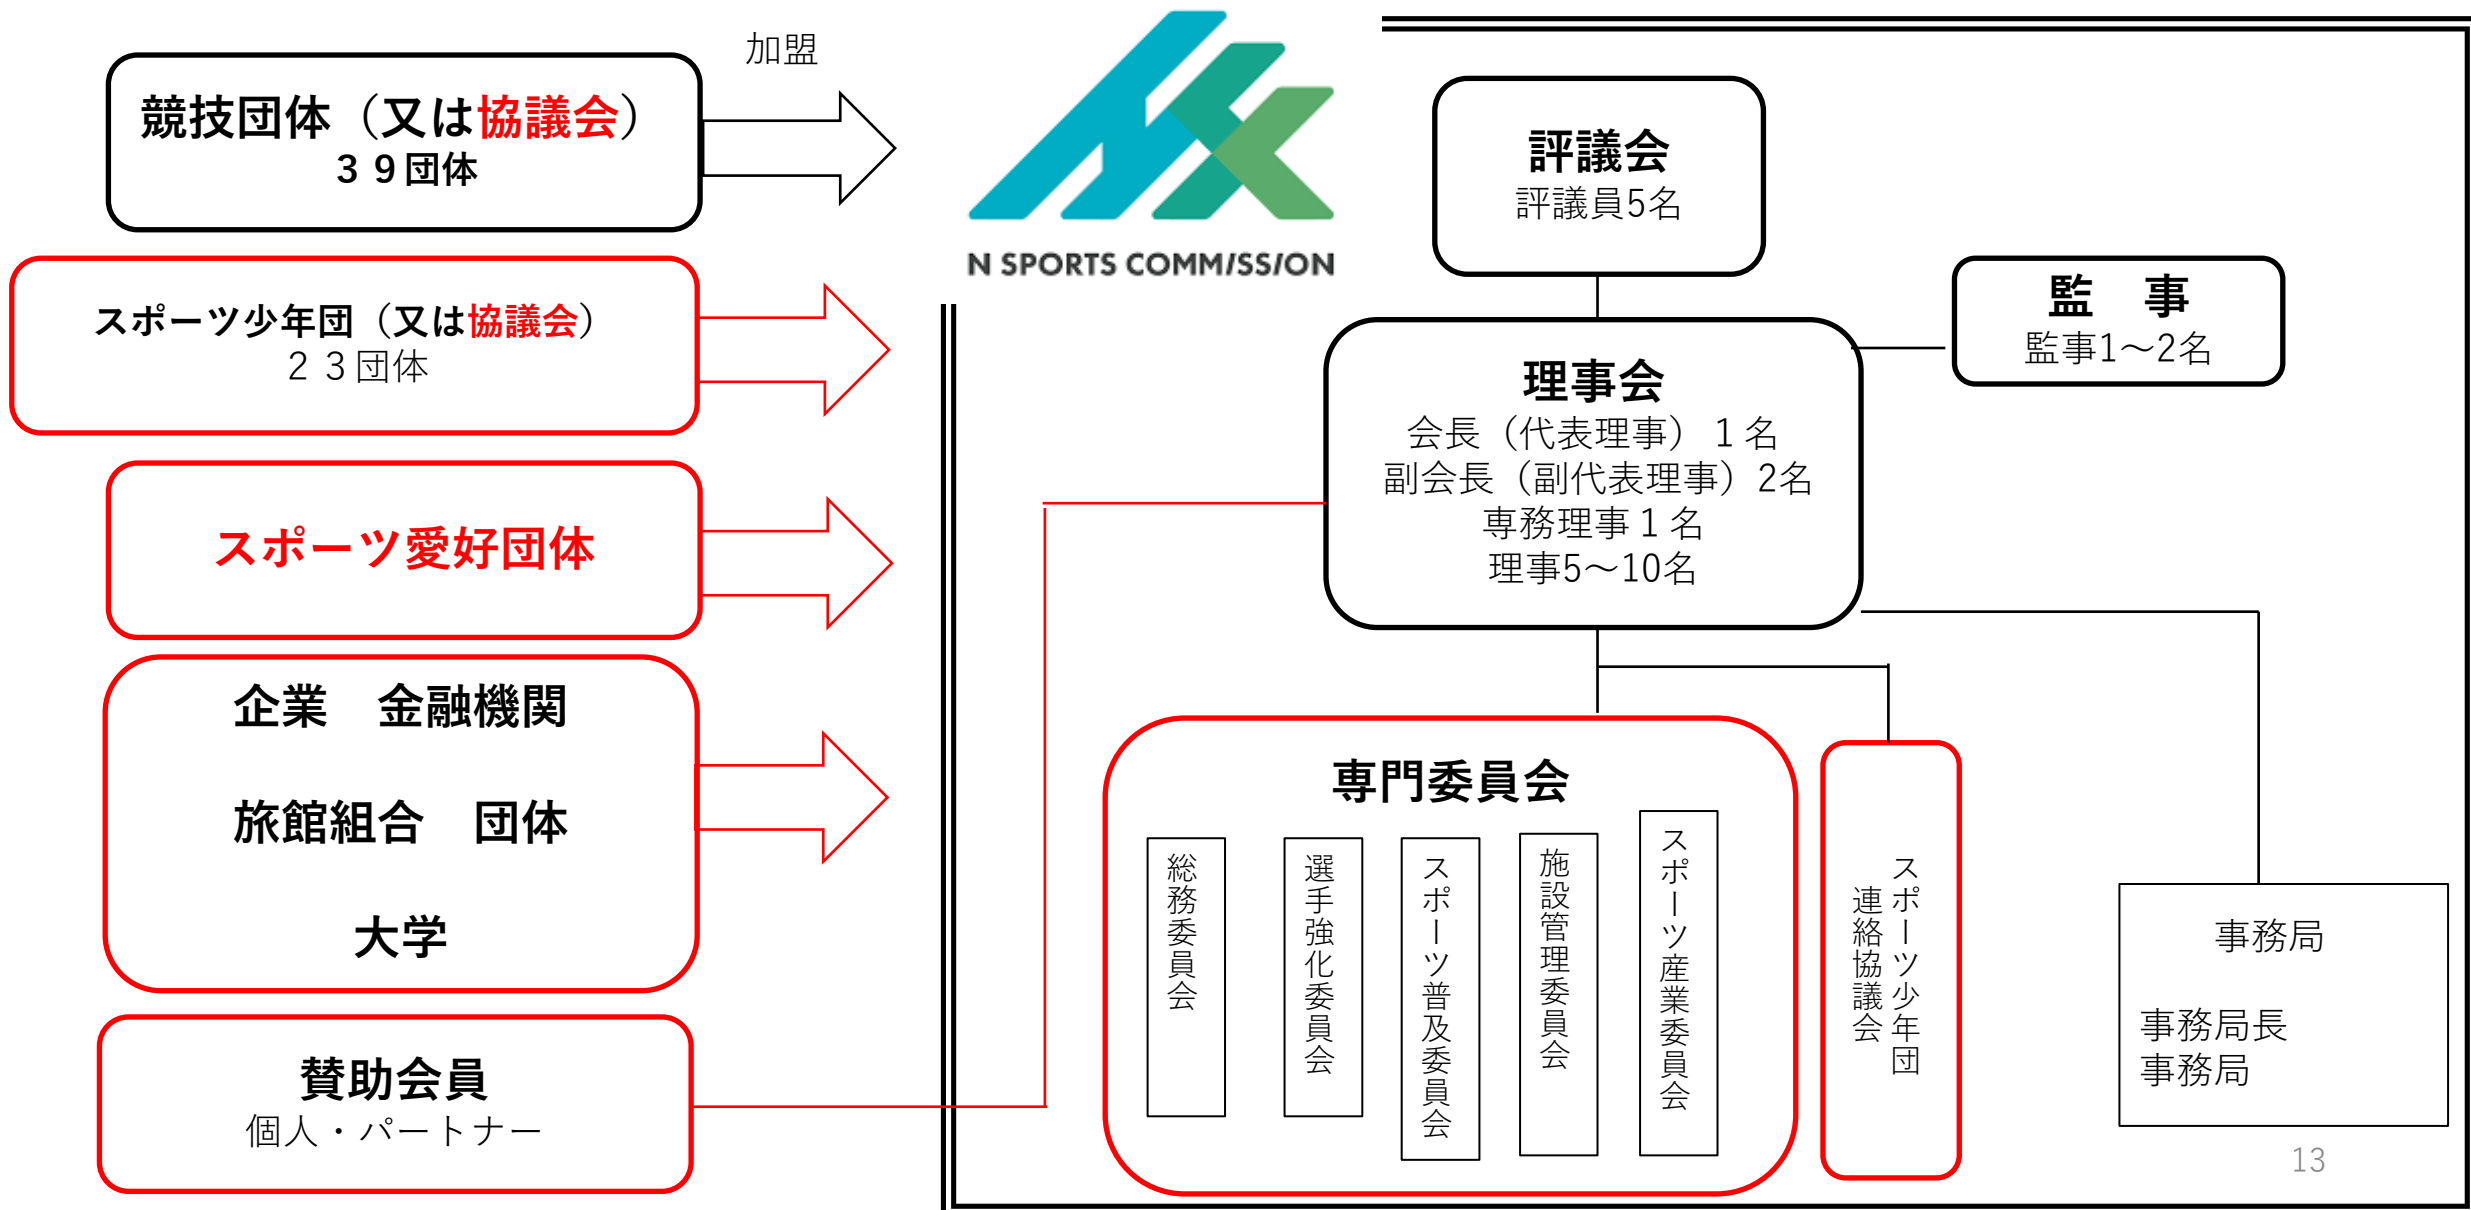 加盟
競技団体（又は協議会）
３９団体
スポーツ少年団（又は協議会）
２３団体
スポーツ愛好団体
企業　金融機関
旅館組合　団体
大学
賛助会員
個人・パートナー
N SPORTS COMMISSION
評議会
評議員5名
監　事
監事1～2名
理事会
会長（代表理事）１名
副会長（副代表理事）2名
専務理事１名
理事5～10名
専門委員会
総務委員会
選手強化委員会
スポーツ普及委員会
施設管理委員会
スポーツ産業委員会
スポーツ少年団
連絡協議会
事務局
事務局長
事務局
13